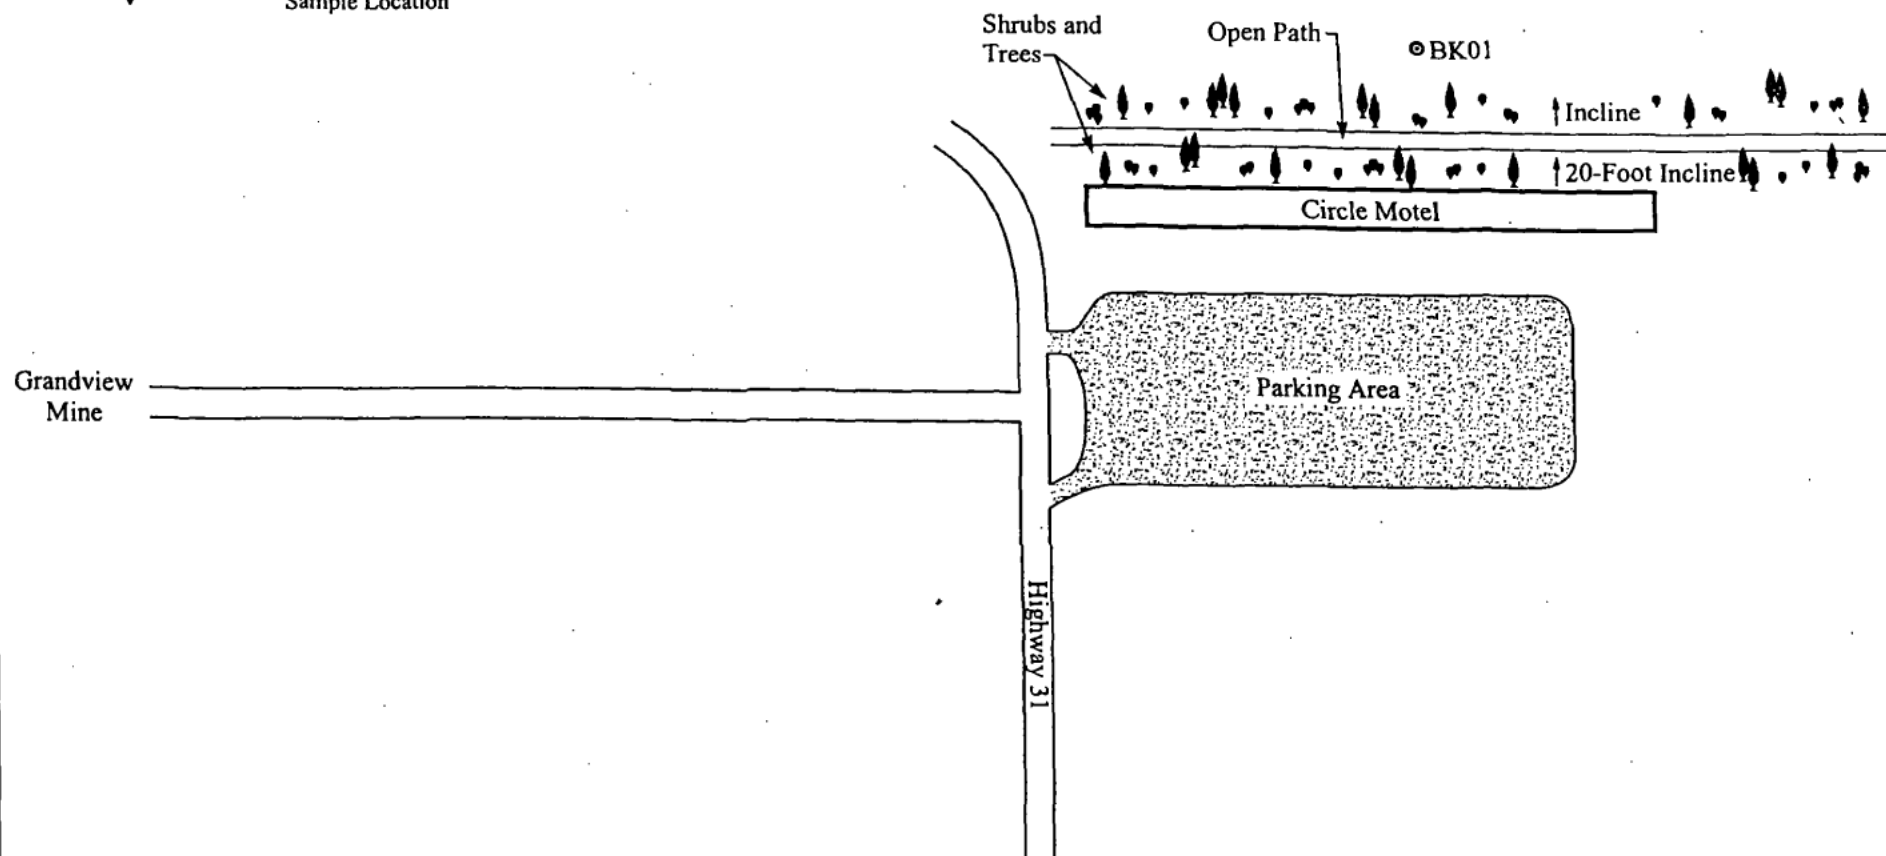 Sample Location
Shrubs and
Trees
Open Path
BK01
Incline
20-Foot Incline
Circle Motel
Parking Area
Grandview
Mine
Highway 31